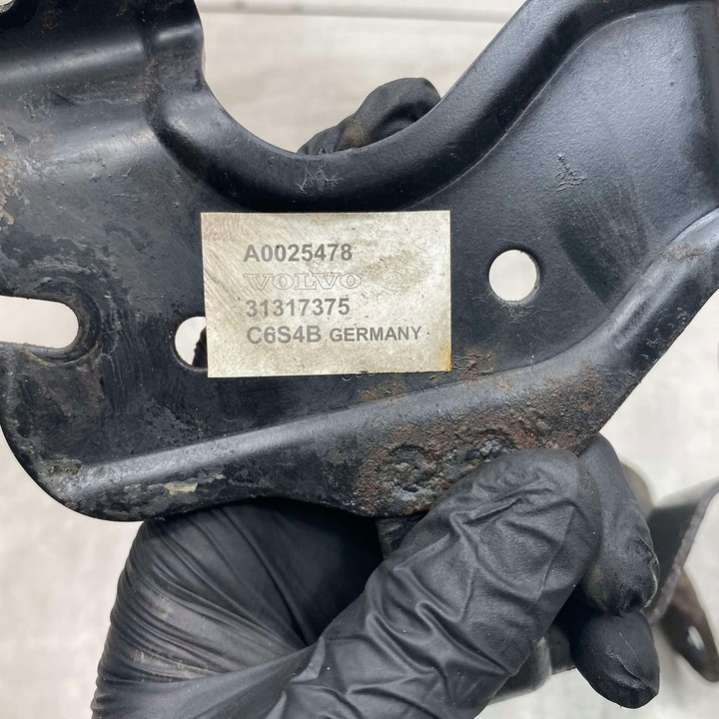 A0025478
VOLVO
31317375
C6S4B GERMANY